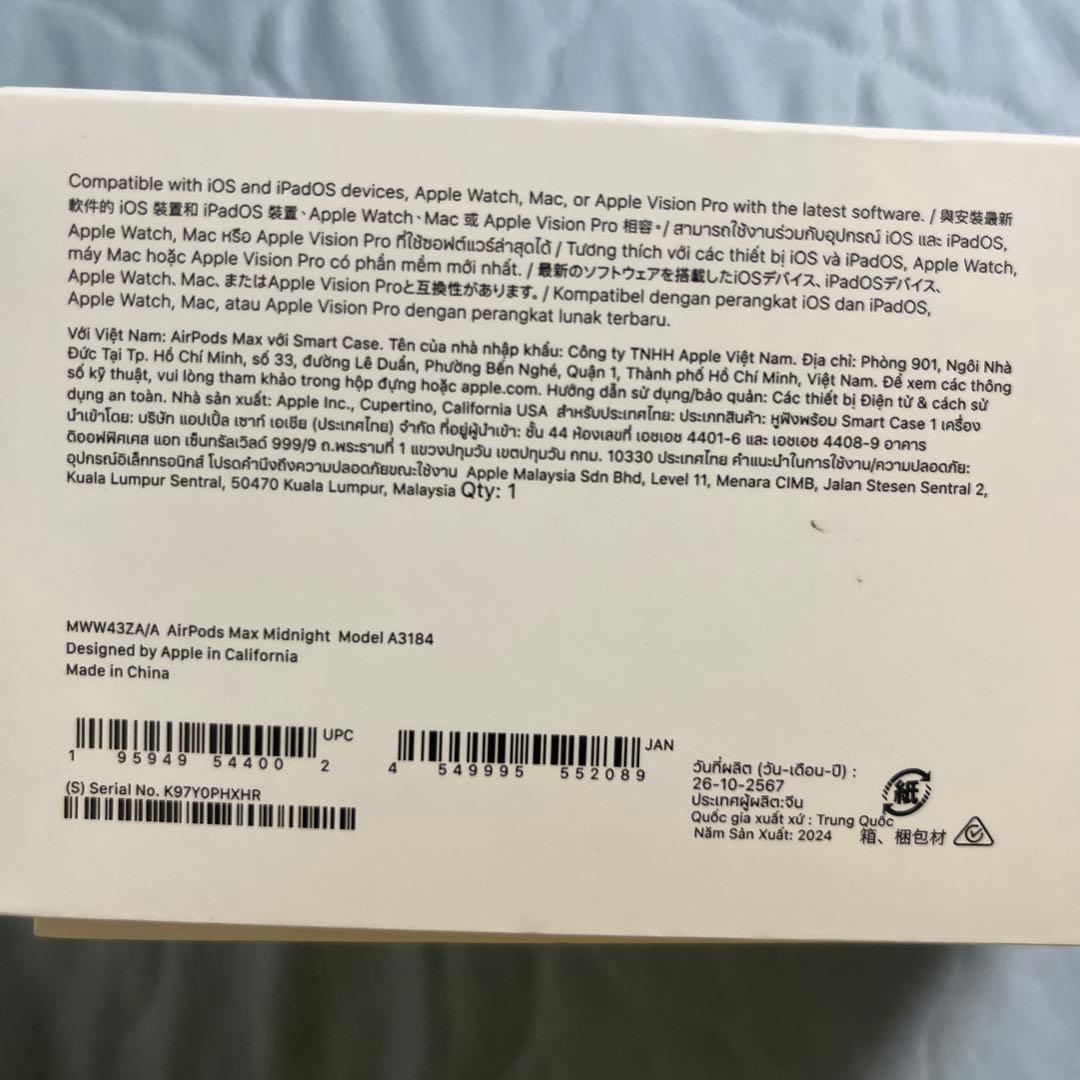 Compatible with iOS and iPadOS devices, Apple Watch, Mac, or Apple Vision Pro with the latest software. / 與安裝最新
軟件的 iOS 裝置和 iPadOS 裝置、Apple Watch、Mac 或 Apple Vision Pro 相容。/ สามารถใช้งานร่วมกับอุปกรณ์ iOS และ iPadOS,
Apple Watch, Mac หรือ Apple Vision Pro ที่ใช้ซอฟต์แวร์ล่าสุดได้ / Tương thích với các thiết bị iOS và iPadOS, Apple Watch,
máy Mac hoặc Apple Vision Pro có phần mềm mới nhất. / 最新のソフトウェアを搭載したiOSデバイス、iPadOSデバイス、
Apple Watch、Mac、またはApple Vision Proと互換性があります。/ Kompatibel dengan perangkat iOS dan iPadOS,
Apple Watch, Mac, atau Apple Vision Pro dengan perangkat lunak terbaru.
Với Việt Nam: AirPods Max với Smart Case. Tên của nhà nhập khẩu: Công ty TNHH Apple Việt Nam. Địa chỉ: Phòng 901, Ngôi Nhà
Đức Tại Tp. Hồ Chí Minh, số 33, đường Lê Duẩn, Phường Bến Nghé, Quận 1, Thành phố Hồ Chí Minh, Việt Nam. Để xem các thông
số kỹ thuật, vui lòng tham khảo trong hộp đựng hoặc apple.com. Hướng dẫn sử dụng/bảo quản: Các thiết bị Điện tử & cách sử
dụng an toàn. Nhà sản xuất: Apple Inc., Cupertino, California USA สำหรับประเทศไทย: ประเภทสินค้า: หูฟังพร้อม Smart Case 1 เครื่อง
นำเข้าโดย: บริษัท แอปเปิ้ล เซาท์ เอเชีย (ประเทศไทย) จำกัด ที่อยู่ผู้นำเข้า: ชั้น 44 ห้องเลขที่ เอชเอช 4401-6 และ เอชเอช 4408-9 อาคาร
ดิออฟฟิศเศส แอท เซ็นทรัลเวิลด์ 999/9 ถ.พระรามที่ 1 แขวงปทุมวัน เขตปทุมวัน กทม. 10330 ประเทศไทย คำแนะนำในการใช้งาน/ความปลอดภัย:
อุปกรณ์อิเล็กทรอนิกส์ โปรดคำนึงถึงความปลอดภัยขณะใช้งาน Apple Malaysia Sdn Bhd, Level 11, Menara CIMB, Jalan Stesen Sentral 2,
Kuala Lumpur Sentral, 50470 Kuala Lumpur, Malaysia Qty: 1
MWW43ZA/A AirPods Max Midnight Model A3184
Designed by Apple in California
Made in China
UPC
1 95949 54400 2
JAN
4 549995 552089
(S) Serial No. K97Y0PHXHR
วันที่ผลิต (วัน-เดือน-ปี) :
26-10-2567
ประเทศผู้ผลิต:จีน
Quốc gia xuất xứ : Trung Quốc
Năm Sản Xuất: 2024
紙
箱、梱包材